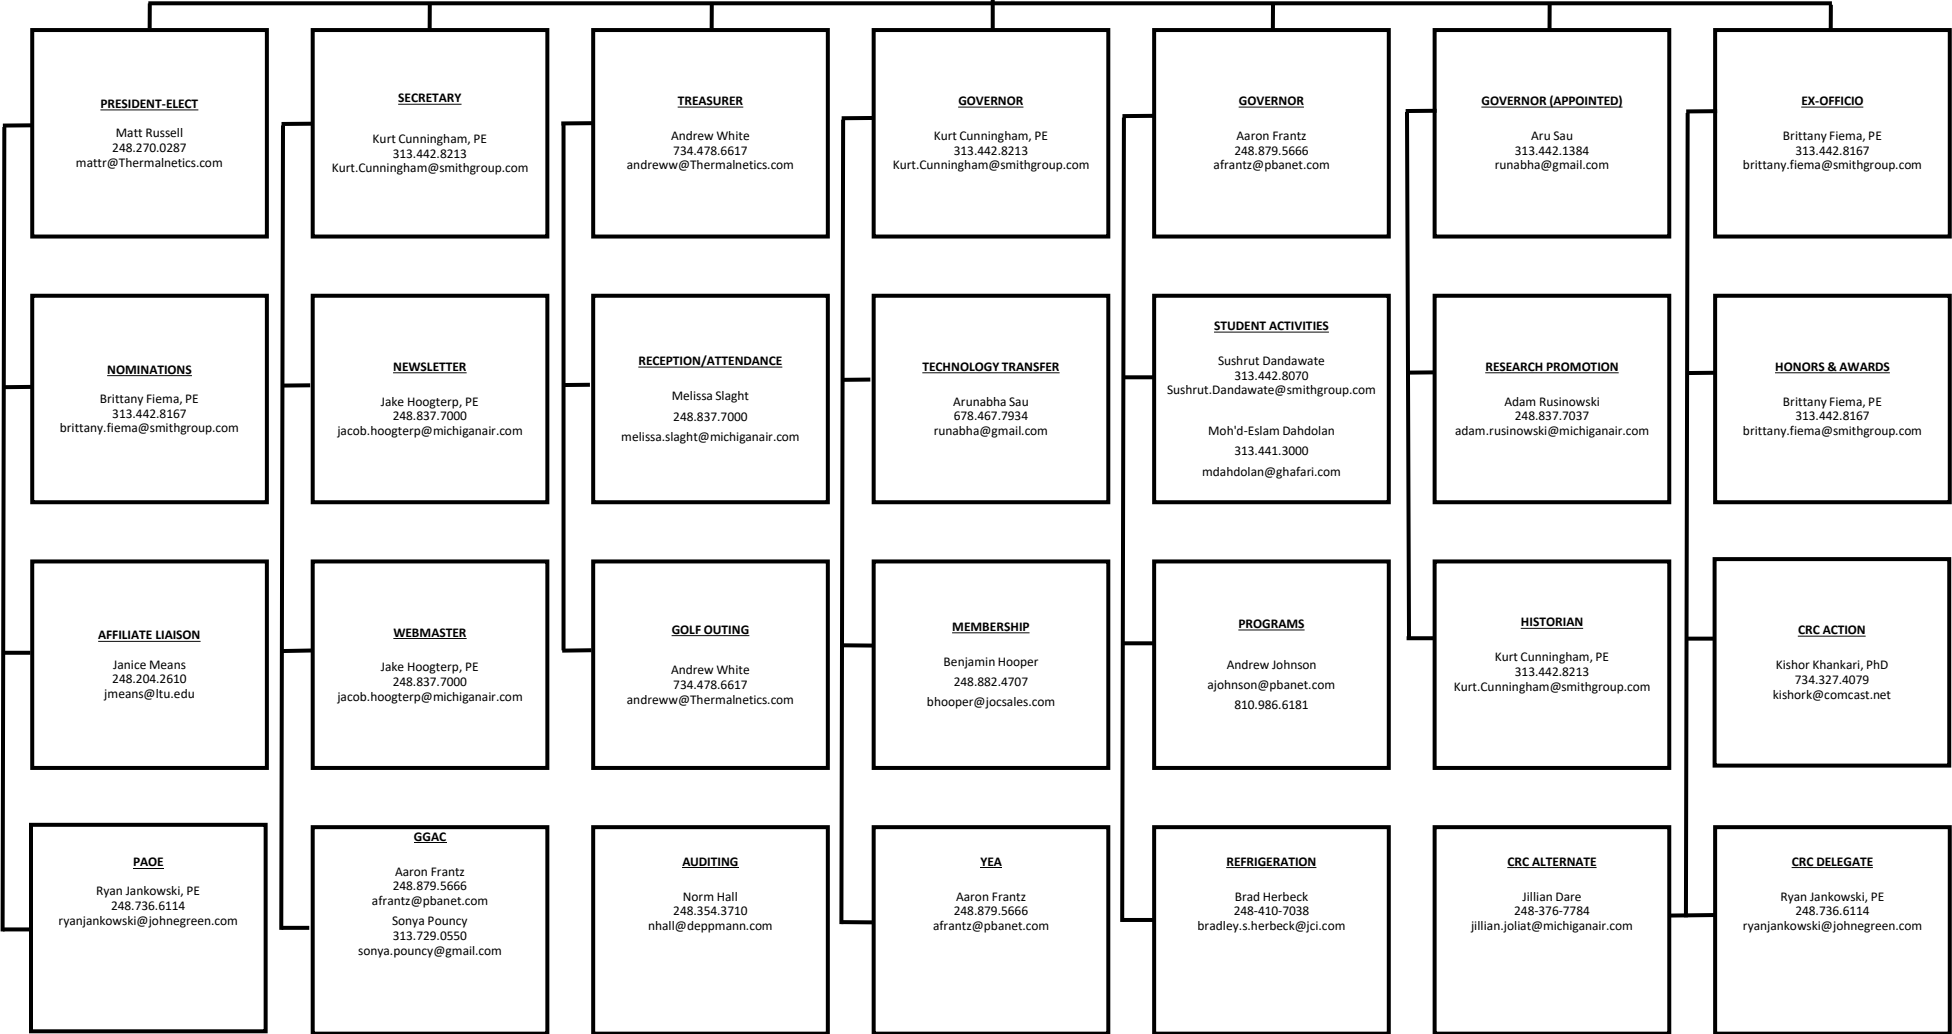 PRESIDENT-ELECT
Matt Russell
248.270.0287
mattr@Thermalnetics.com
SECRETARY
Kurt Cunningham, PE
313.442.8213
Kurt.Cunningham@smithgroup.com
TREASURER
Andrew White
734.478.6617
andreww@Thermalnetics.com
GOVERNOR
Kurt Cunningham, PE
313.442.8213
Kurt.Cunningham@smithgroup.com
GOVERNOR
Aaron Frantz
248.879.5666
afrantz@pbanet.com
GOVERNOR (APPOINTED)
Aru Sau
313.442.1384
runabha@gmail.com
EX-OFFICIO
Brittany Fiema, PE
313.442.8167
brittany.fiema@smithgroup.com
NOMINATIONS
Brittany Fiema, PE
313.442.8167
brittany.fiema@smithgroup.com
NEWSLETTER
Jake Hoogterp, PE
248.837.7000
jacob.hoogterp@michiganair.com
RECEPTION/ATTENDANCE
Melissa Slaght
248.837.7000
melissa.slaght@michiganair.com
TECHNOLOGY TRANSFER
Arunabha Sau
678.467.7934
runabha@gmail.com
STUDENT ACTIVITIES
Sushrut Dandawate
313.442.8070
Sushrut.Dandawate@smithgroup.com
Moh'd-Eslam Dahdolan
313.441.3000
mdahdolan@ghafari.com
RESEARCH PROMOTION
Adam Rusinowski
248.837.7037
adam.rusinowski@michiganair.com
HONORS & AWARDS
Brittany Fiema, PE
313.442.8167
brittany.fiema@smithgroup.com
AFFILIATE LIAISON
Janice Means
248.204.2610
jmeans@ltu.edu
WEBMASTER
Jake Hoogterp, PE
248.837.7000
jacob.hoogterp@michiganair.com
GOLF OUTING
Andrew White
734.478.6617
andreww@Thermalnetics.com
MEMBERSHIP
Benjamin Hooper
248.882.4707
bhooper@jocsales.com
PROGRAMS
Andrew Johnson
ajohnson@pbanet.com
810.986.6181
HISTORIAN
Kurt Cunningham, PE
313.442.8213
Kurt.Cunningham@smithgroup.com
CRC ACTION
Kishor Khankari, PhD
734.327.4079
kishork@comcast.net
PAOE
Ryan Jankowski, PE
248.736.6114
ryanjankowski@johnegreen.com
GGAC
Aaron Frantz
248.879.5666
afrantz@pbanet.com
Sonya Pouncy
313.729.0550
sonya.pouncy@gmail.com
AUDITING
Norm Hall
248.354.3710
nhall@deppmann.com
YEA
Aaron Frantz
248.879.5666
afrantz@pbanet.com
REFRIGERATION
Brad Herbeck
248-410-7038
bradley.s.herbeck@jci.com
CRC ALTERNATE
Jillian Dare
248-376-7784
jillian.joliat@michiganair.com
CRC DELEGATE
Ryan Jankowski, PE
248.736.6114
ryanjankowski@johnegreen.com